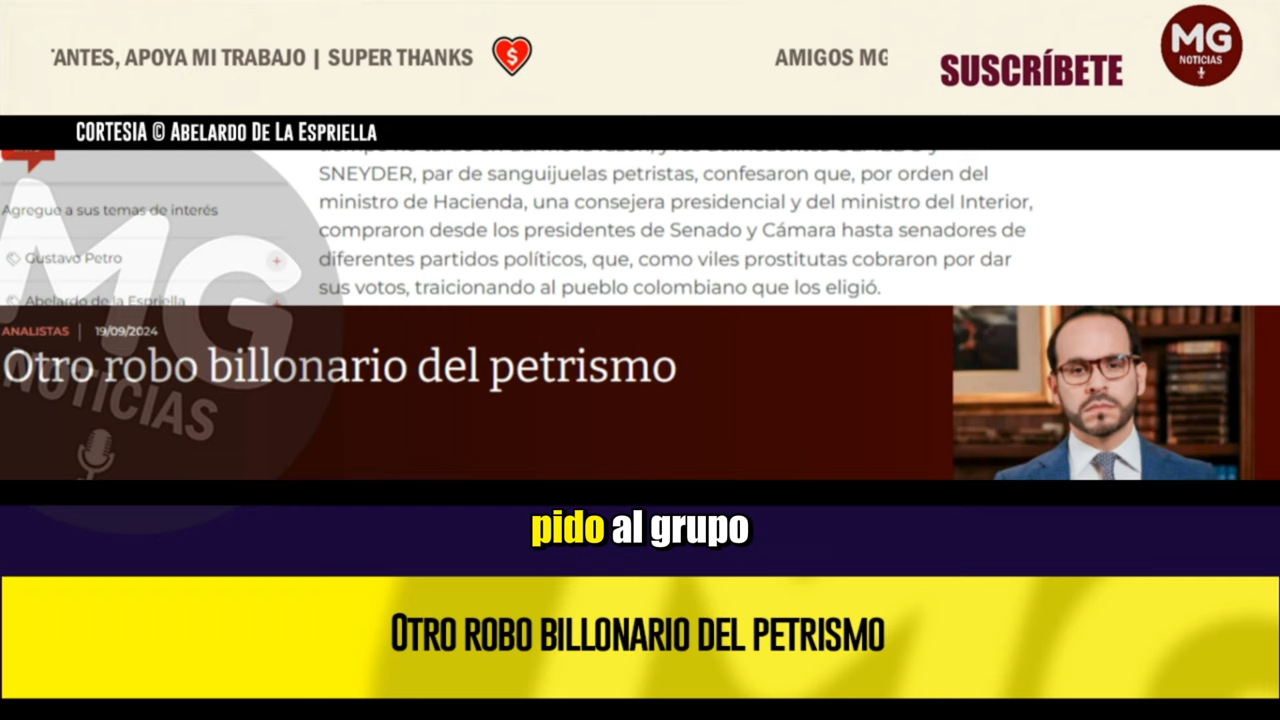 'ANTES, APOYA MI TRABAJO | SUPER THANKS
AMIGOS MG
SUSCRÍBETE
MG
NOTICIAS
CORTESIA © ABELARDO DE LA ESPRIELLA
SNEYDER, par de sanguijuelas petristas, confesaron que, por orden del
ministro de Hacienda, una consejera presidencial y del ministro del Interior,
compraron desde los presidentes de Senado y Cámara hasta senadores de
diferentes partidos políticos, que, como viles prostitutas cobraron por dar
sus votos, traicionando al pueblo colombiano que los eligió.
Agregue a sus temas de interés
Gustavo Petro +
Abelardo de la Espriella +
MG
NOTICIAS
ANALISTAS | 19/09/2024
Otro robo billonario del petrismo
pido al grupo
OTRO ROBO BILLONARIO DEL PETRISMO